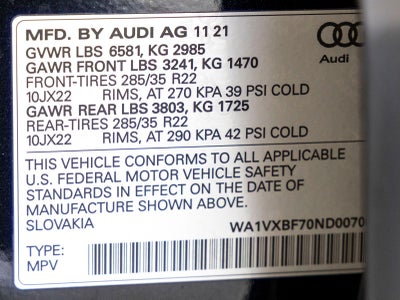 MFD. BY AUDI AG 11 21
GVWR LBS 6581, KG 2985
GAWR FRONT LBS 3241, KG 1470
FRONT-TIRES 285/35 R22
10JX22 RIMS, AT 270 KPA 39 PSI COLD
GAWR REAR LBS 3803, KG 1725
REAR-TIRES 285/35 R22
10JX22 RIMS, AT 290 KPA 42 PSI COLD
Audi
THIS VEHICLE CONFORMS TO ALL APPLICABLE
U.S. FEDERAL MOTOR VEHICLE SAFETY
STANDARDS IN EFFECT ON THE DATE OF
MANUFACTURE SHOWN ABOVE.
SLOVAKIA WA1VXBF70ND0070
TYPE:
MPV